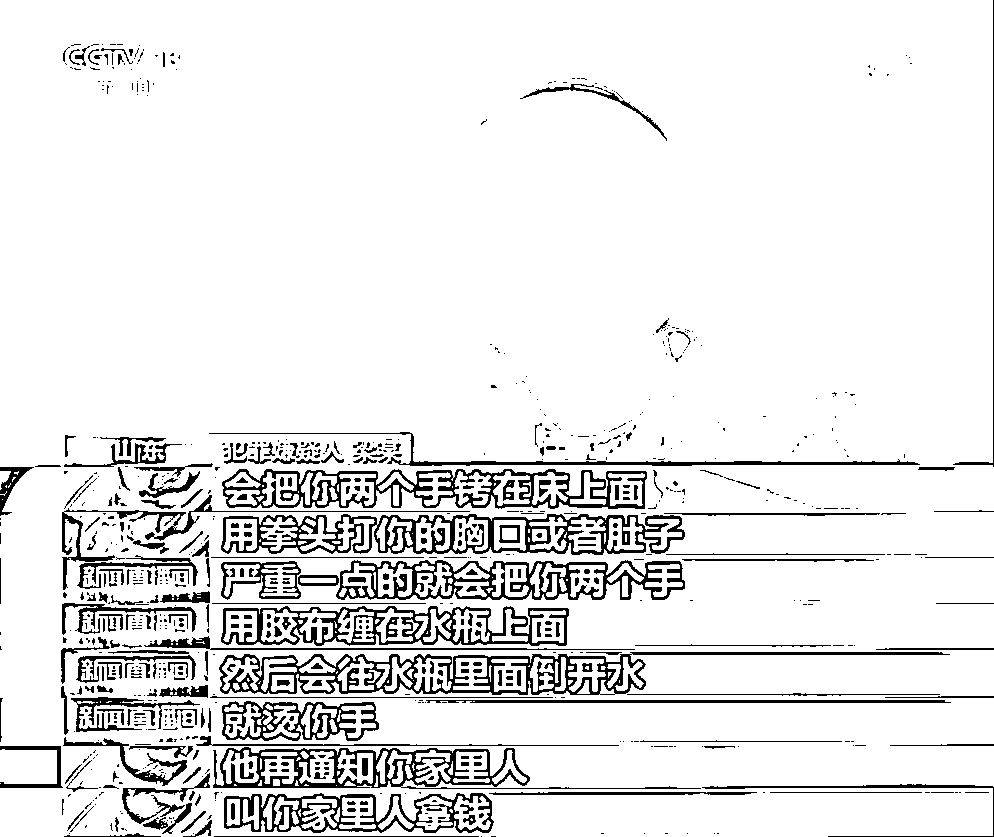 CCTV 13
新闻
山东 犯罪嫌疑人 梁某
会把你两个手铐在床上面
用拳头打你的胸口或者肚子
新闻直播间 严重一点的就会把你两个手
新闻直播间 用胶布缠在水瓶上面
新闻直播间 然后会往水瓶里面倒开水
新闻直播间 就烫你手
他再通知你家里人
叫你家里人拿钱